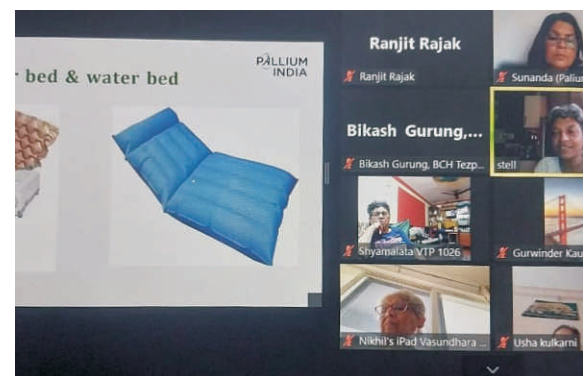 r bed & water bed
PALLIUM
INDIA
Ranjit Rajak
Ranjit Rajak
Sunanda (Palliu
Bikash Gurung,...
Bikash Gurung, BCH Tezp...
stell
Shyamalata VTP 1026
Gurwinder Kau
Nikhil's iPad Vasundhara ...
Usha kulkarni